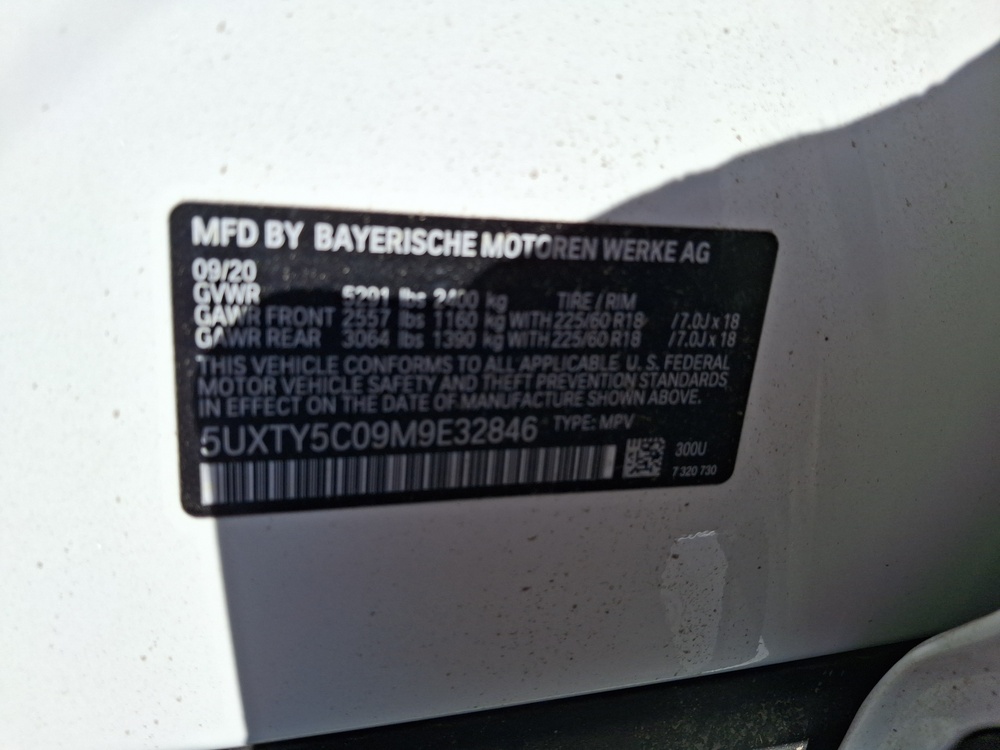 MFD BY BAYERISCHE MOTOREN WERKE AG
09/20
GVWR 5291 lbs 2400 kg TIRE / RIM
GAWR FRONT 2557 lbs 1160 kg WITH 225/60 R18 /7.0J x 18
GAWR REAR 3064 lbs 1390 kg WITH 225/60 R18 /7.0J x 18
THIS VEHICLE CONFORMS TO ALL APPLICABLE U. S. FEDERAL
MOTOR VEHICLE SAFETY AND THEFT PREVENTION STANDARDS
IN EFFECT ON THE DATE OF MANUFACTURE SHOWN ABOVE.
5UXTY5C09M9E32846 TYPE: MPV
300U
7 320 730